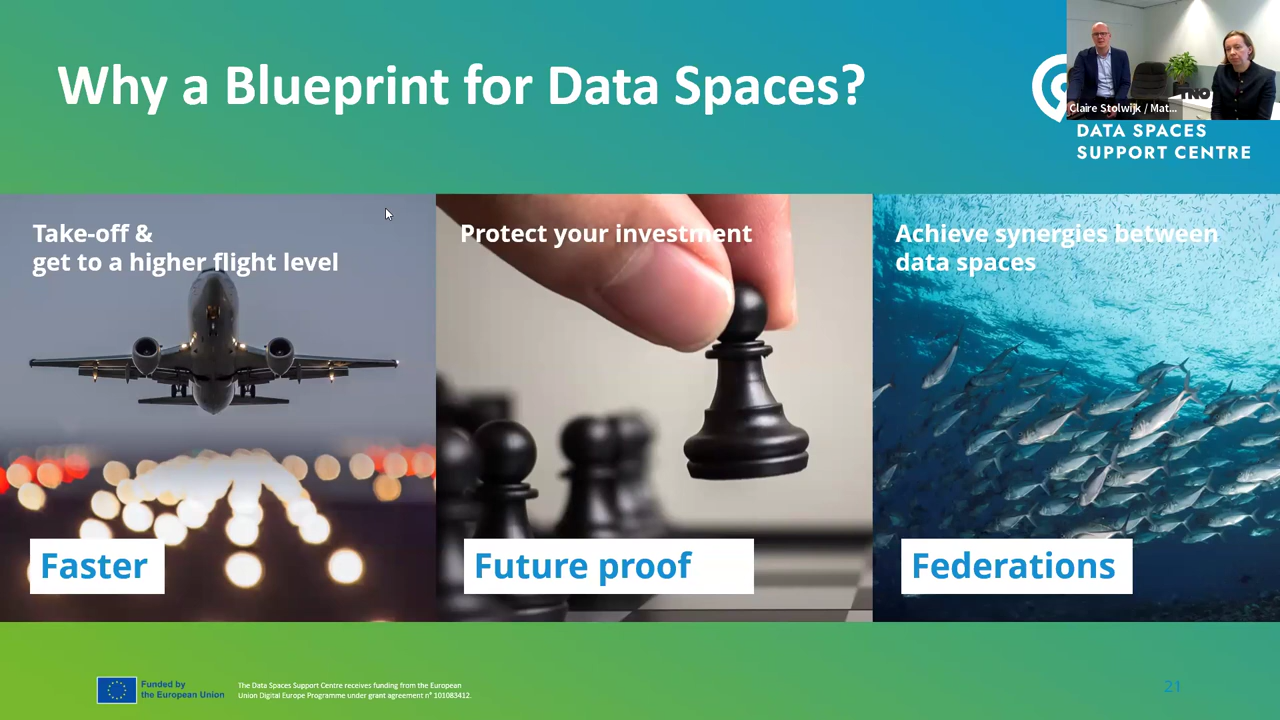 Why a Blueprint for Data Spaces?
TNO
Claire Stolwijk / Mat...
DATA SPACES
SUPPORT CENTRE
Take-off &
get to a higher flight level
Protect your investment
Achieve synergies between
data spaces
Faster
Future proof
Federations
Funded by
the European Union
The Data Spaces Support Centre receives funding from the European
Union Digital Europe Programme under grant agreement n° 101083412.
21